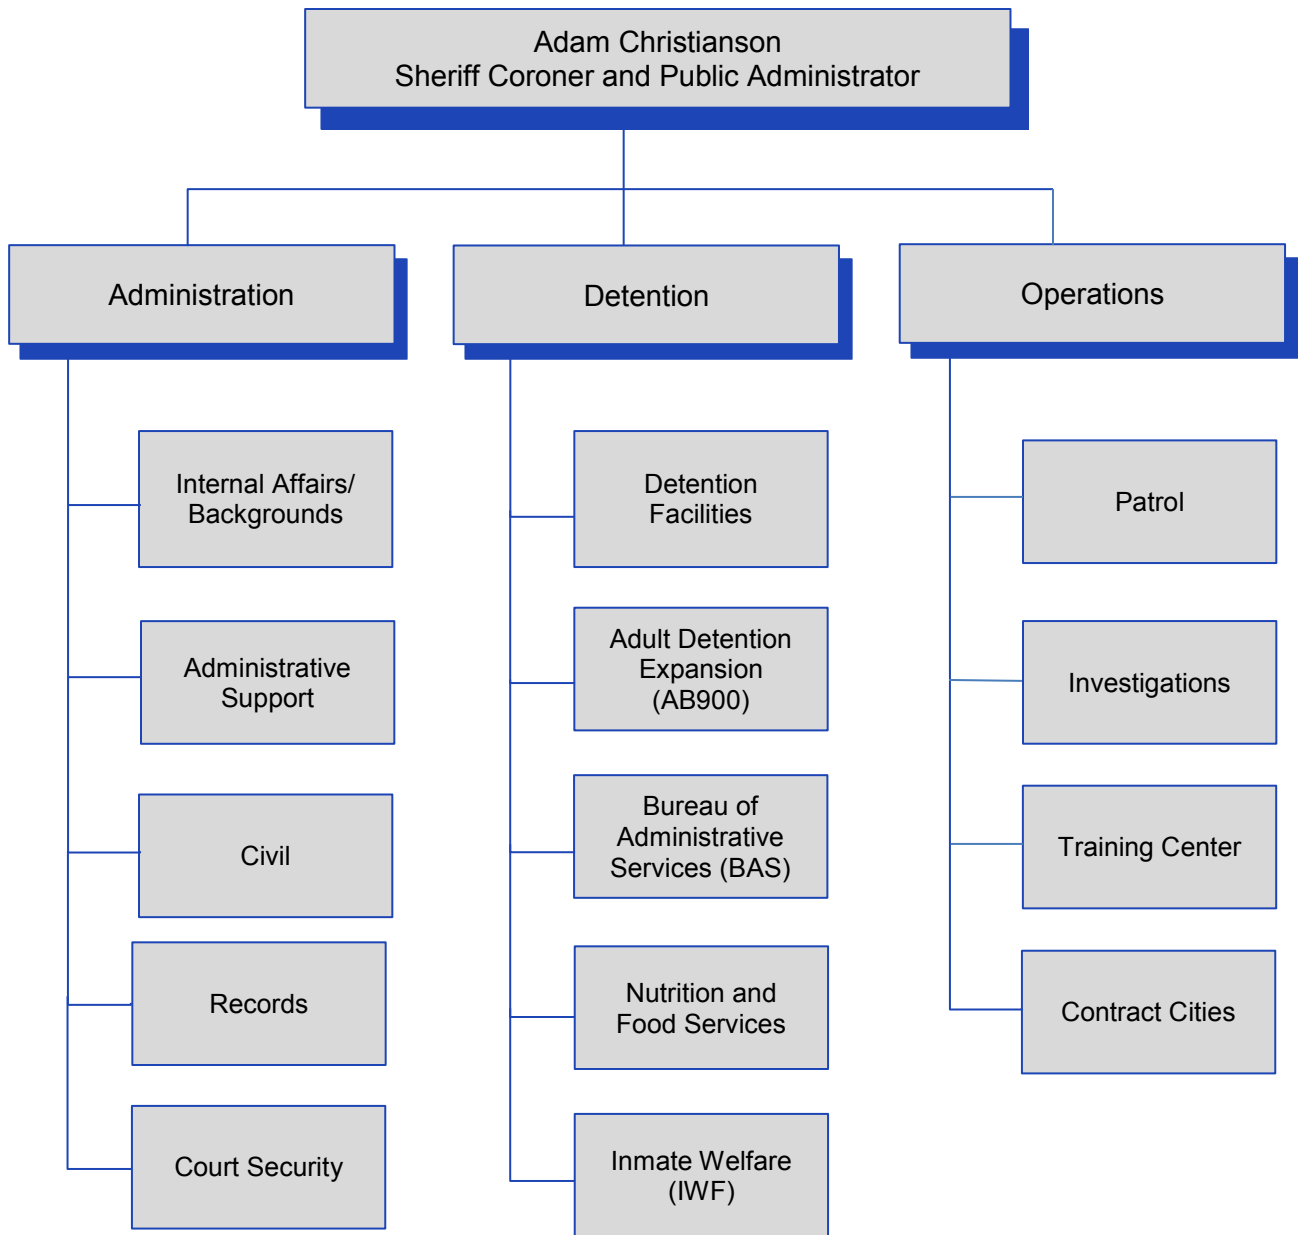 Adam Christianson
Sheriff Coroner and Public Administrator
Administration
Detention
Operations
Internal Affairs/
Backgrounds
Administrative
Support
Civil
Records
Court Security
Detention
Facilities
Adult Detention
Expansion
(AB900)
Bureau of
Administrative
Services (BAS)
Nutrition and
Food Services
Inmate Welfare
(IWF)
Patrol
Investigations
Training Center
Contract Cities